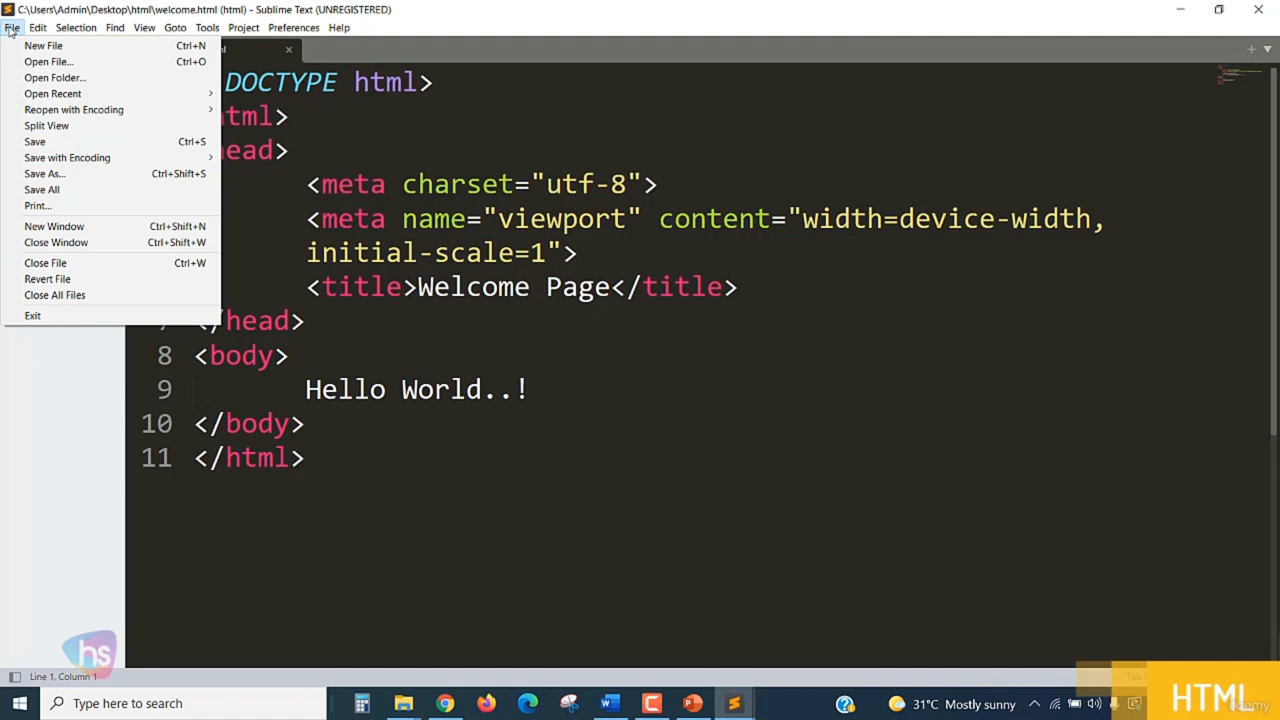 C:\Users\Admin\Desktop\html\welcome.html (html) - Sublime Text (UNREGISTERED)
File Edit Selection Find View Goto Tools Project Preferences Help
New File Ctrl+N
Open File... Ctrl+O
Open Folder...
Open Recent
Reopen with Encoding
Split View
Save Ctrl+S
Save with Encoding
Save As... Ctrl+Shift+S
Save All
Print...
New Window Ctrl+Shift+N
Close Window Ctrl+Shift+W
Close File Ctrl+W
Revert File
Close All Files
Exit
DOCTYPE html>
tml>
head>
<meta charset="utf-8">
<meta name="viewport" content="width=device-width,
initial-scale=1">
<title>Welcome Page</title>
</head>
8 <body>
9 Hello World..!
10 </body>
11 </html>
hs
Line 1, Column 1
Type here to search
31°C Mostly sunny
HTML
Udemy